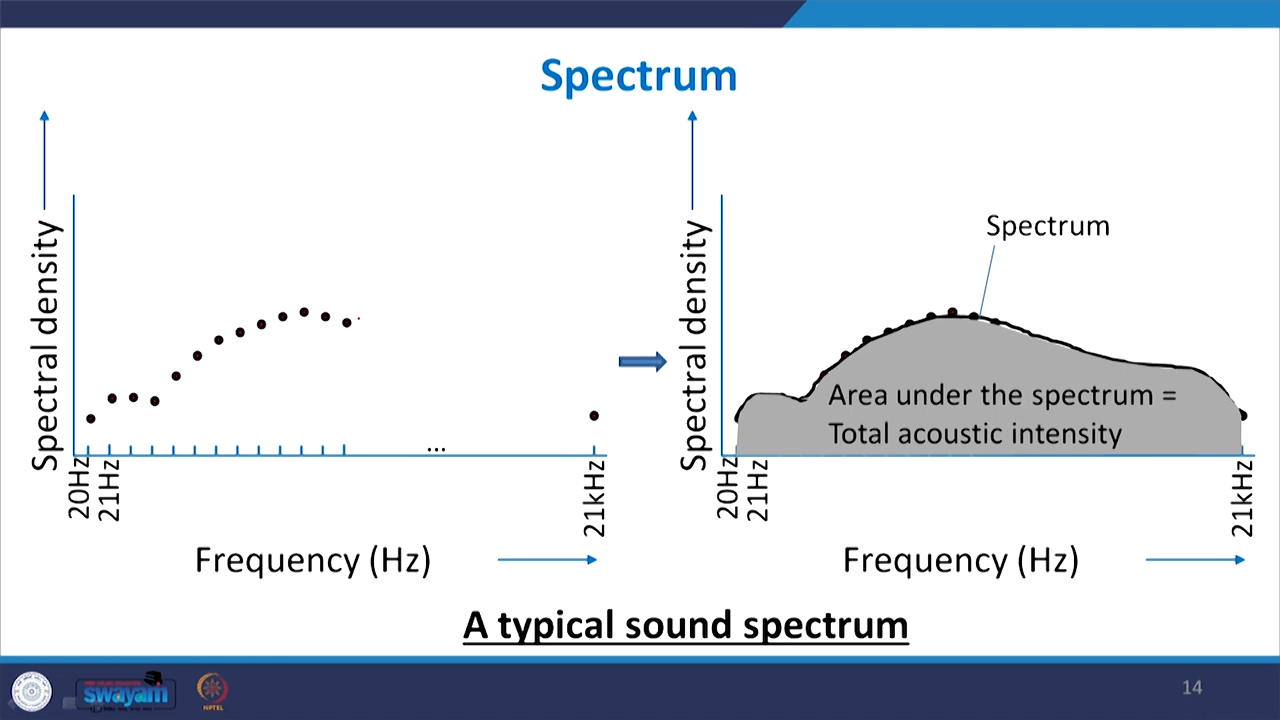 Spectrum
Spectral density
...
20Hz
21Hz
21kHz
Frequency (Hz)
Spectral density
Spectrum
Area under the spectrum =
Total acoustic intensity
20Hz
21Hz
21kHz
Frequency (Hz)
A typical sound spectrum
swayam
NPTEL
14